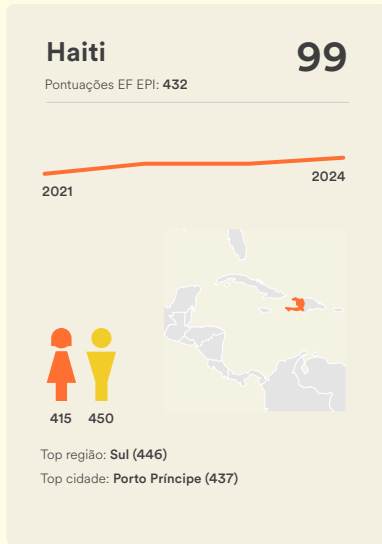 Haiti
99
Pontuações EF EPI: 432
2024
2021
415 450
Top região: Sul (446)
Top cidade: Porto Príncipe (437)